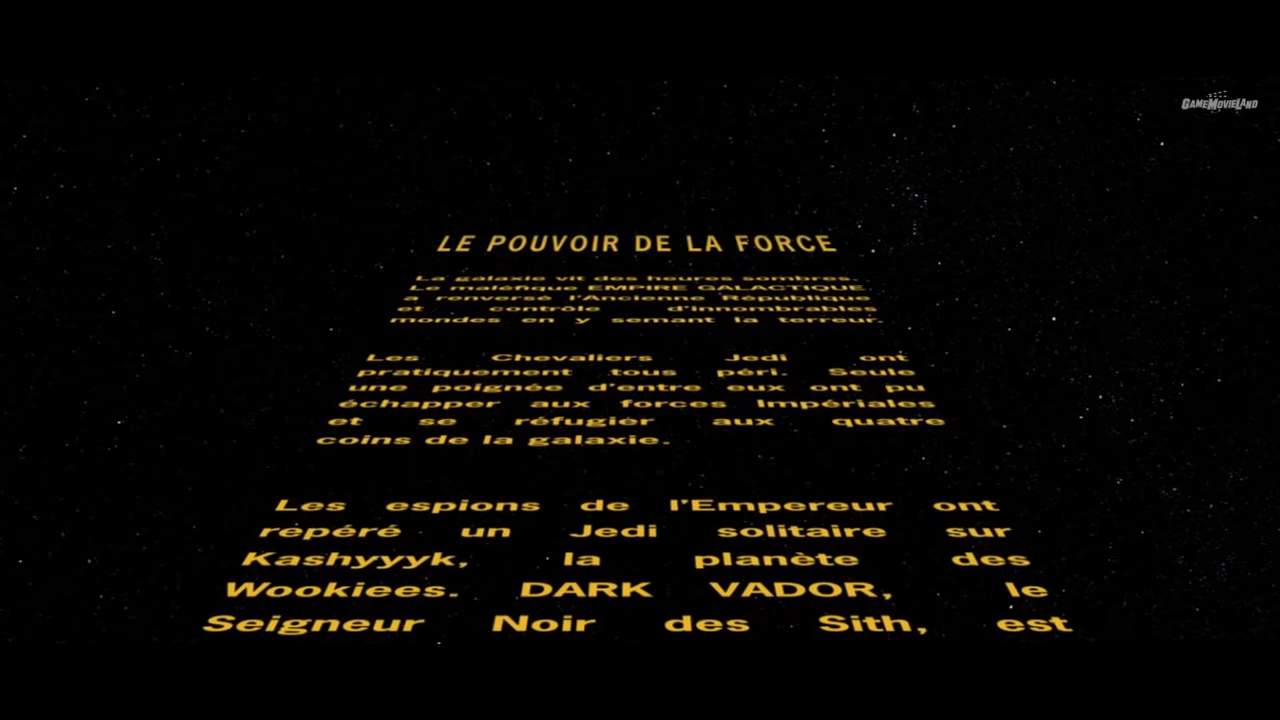 GAMEMOVIELAND
LE POUVOIR DE LA FORCE
La galaxie vit des heures sombres.
Le maléfique EMPIRE GALACTIQUE
a renversé l'Ancienne République
et contrôle d'innombrables
mondes en y semant la terreur.
Les Chevaliers Jedi ont
pratiquement tous péri. Seule
une poignée d'entre eux ont pu
échapper aux forces Impériales
et se réfugier aux quatre
coins de la galaxie.
Les espions de l'Empereur ont
repéré un Jedi solitaire sur
Kashyyyk, la planète des
Wookiees. DARK VADOR, le
Seigneur Noir des Sith, est